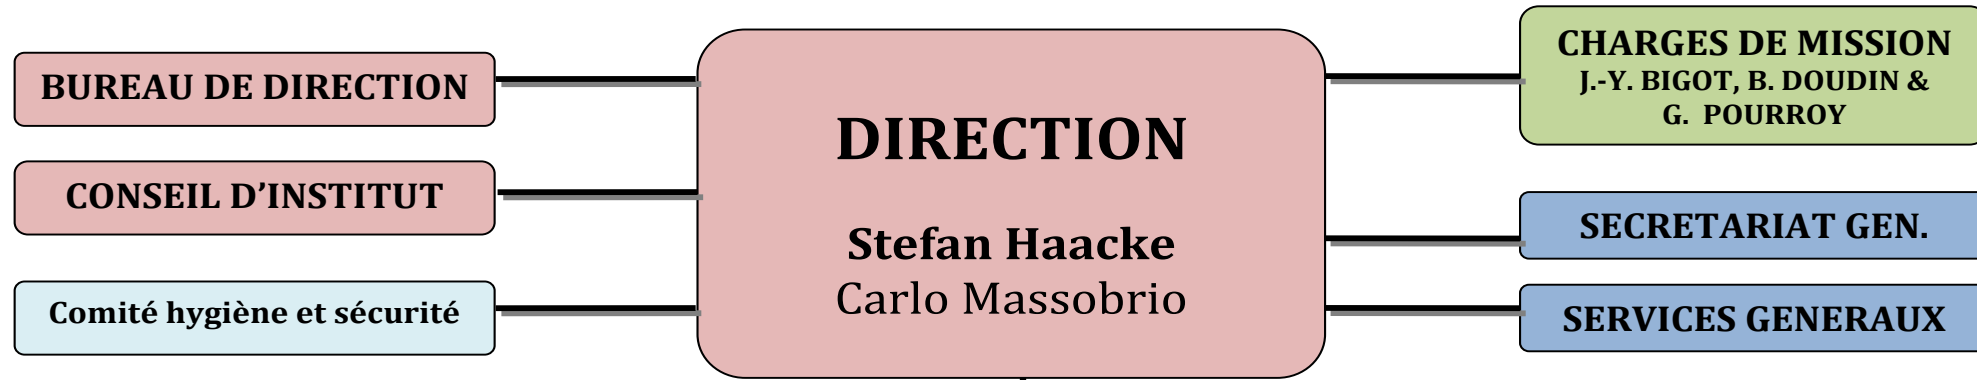 BUREAU DE DIRECTION
CONSEIL D’INSTITUT
Comité hygiène et sécurité
DIRECTION
Stefan Haacke
Carlo Massobrio
CHARGES DE MISSION
J.-Y. BIGOT, B. DOUDIN &
G. POURROY
SECRETARIAT GEN.
SERVICES GENERAUX